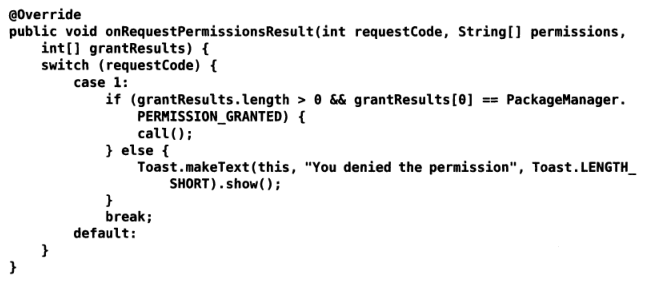 @Override
public void onRequestPermissionsResult(int requestCode, String[] permissions,
    int[] grantResults) {
    switch (requestCode) {
        case 1:
            if (grantResults.length > 0 && grantResults[0] == PackageManager.
                PERMISSION_GRANTED) {
                call();
            } else {
                Toast.makeText(this, "You denied the permission", Toast.LENGTH_
                    SHORT).show();
            }
            break;
        default:
    }
}